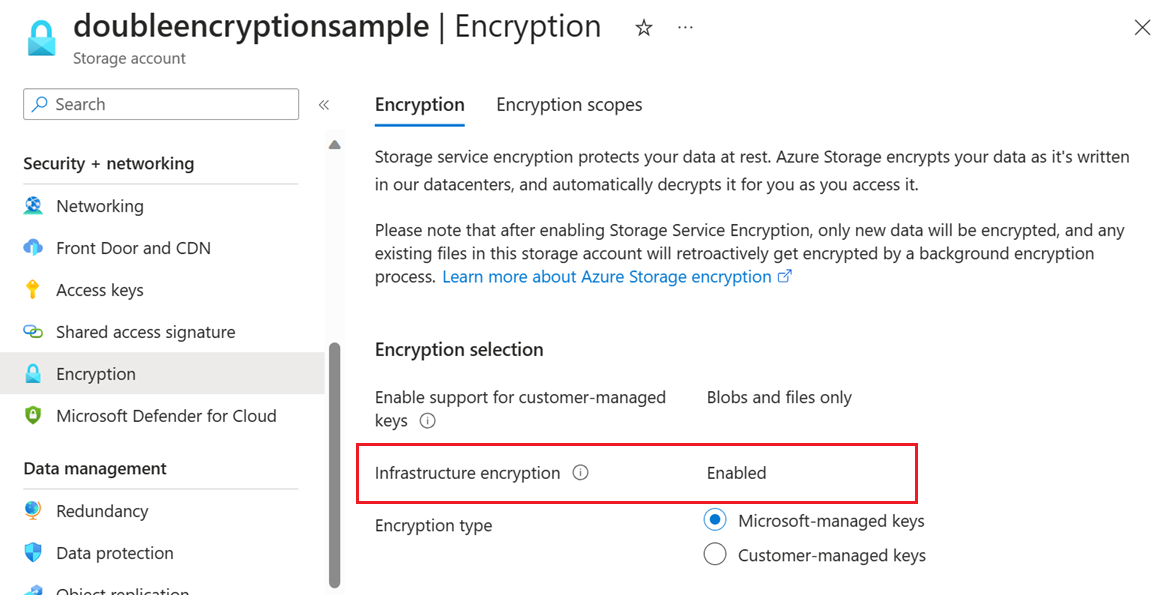 doubleencryptionsample | Encryption
Storage account
Search
Security + networking
Networking
Front Door and CDN
Access keys
Shared access signature
Encryption
Microsoft Defender for Cloud
Data management
Redundancy
Data protection
Object replication
Encryption Encryption scopes
Storage service encryption protects your data at rest. Azure Storage encrypts your data as it's written
in our datacenters, and automatically decrypts it for you as you access it.
Please note that after enabling Storage Service Encryption, only new data will be encrypted, and any
existing files in this storage account will retroactively get encrypted by a background encryption
process. Learn more about Azure Storage encryption
Encryption selection
Enable support for customer-managed Blobs and files only
keys
Infrastructure encryption Enabled
Encryption type Microsoft-managed keys
Customer-managed keys